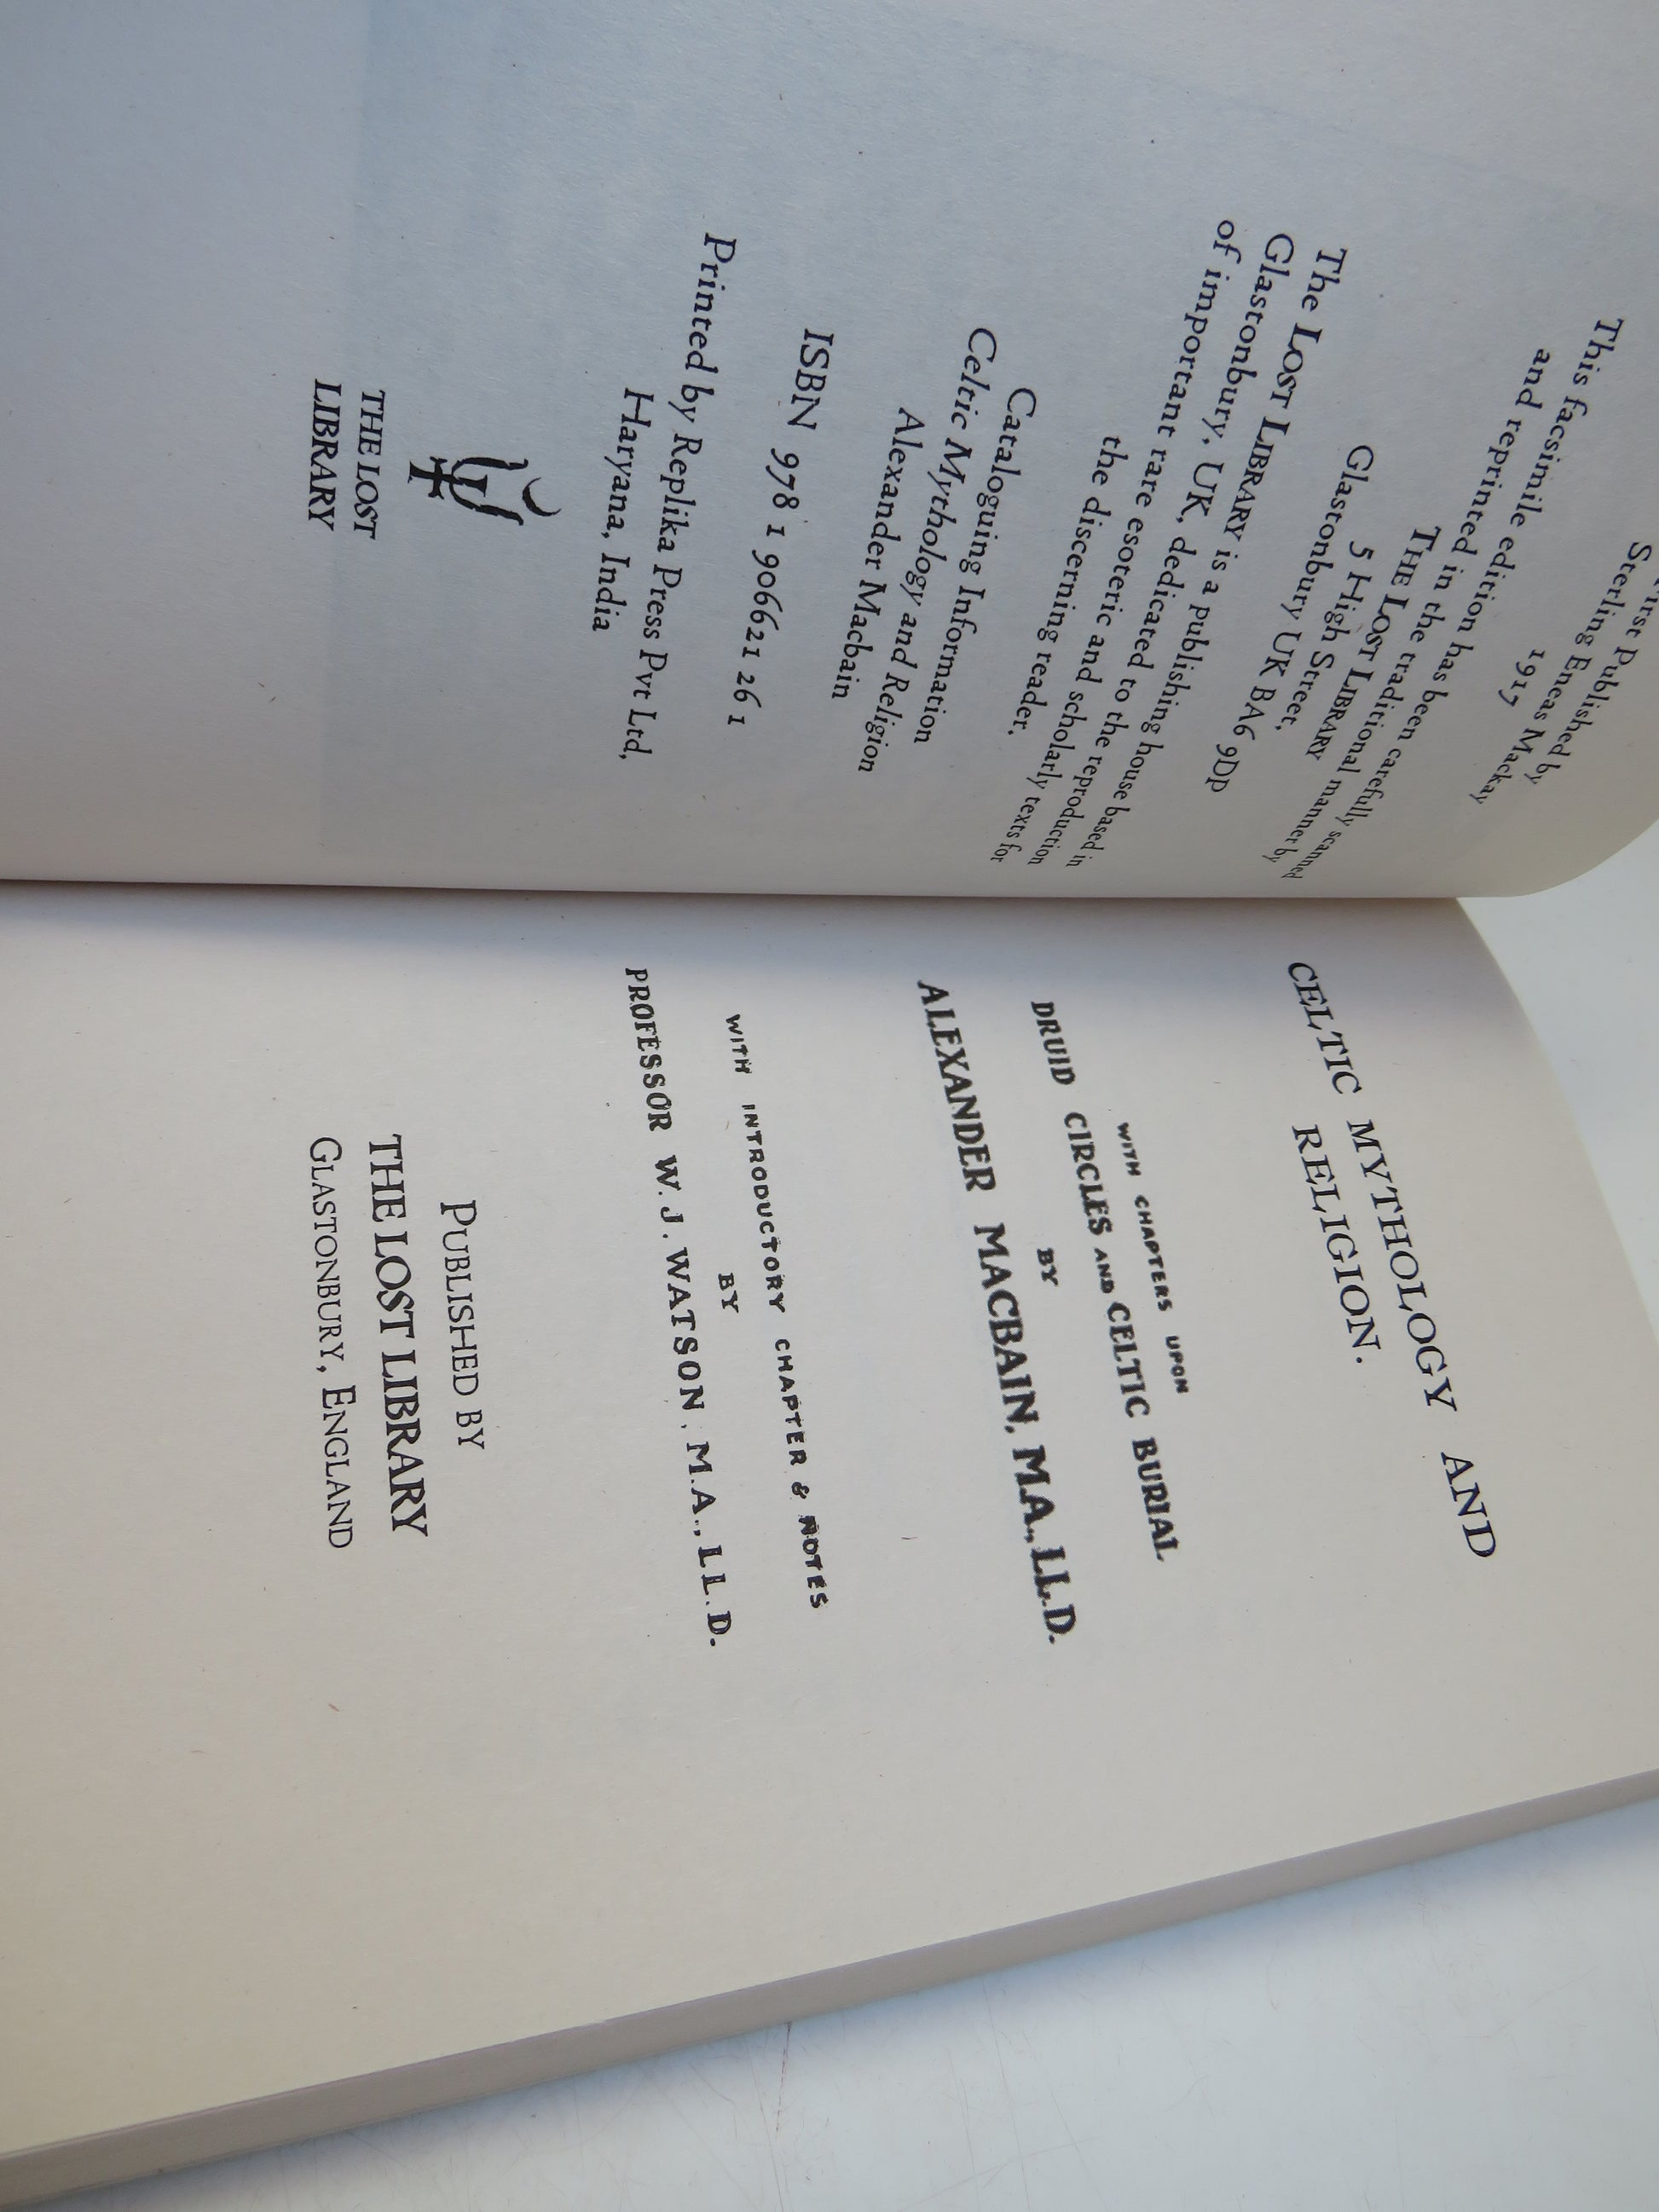 First Published by
Sterling Eneas Mackay
1917
This facsimile edition has been carefully scanned
and reprinted in the traditional manner by
THE LOST LIBRARY
5 High Street,
Glastonbury UK BA6 9DP
The LOST LIBRARY is a publishing house based in
Glastonbury, UK, dedicated to the reproduction
of important rare esoteric and scholarly texts for
the discerning reader.
Cataloguing Information
Celtic Mythology and Religion
Alexander Macbain
ISBN 978 1 906621 26 1
Printed by Replika Press Pvt Ltd,
Haryana, India
THE LOST
LIBRARY
CELTIC MYTHOLOGY AND
RELIGION.
WITH CHAPTERS UPON
DRUID CIRCLES AND CELTIC BURIAL
BY
ALEXANDER MACBAIN, MA., LL.D.
WITH INTRODUCTORY CHAPTER & NOTES
BY
PROFESSOR W. J. WATSON, M.A., LL. D.
PUBLISHED BY
THE LOST LIBRARY
GLASTONBURY, ENGLAND